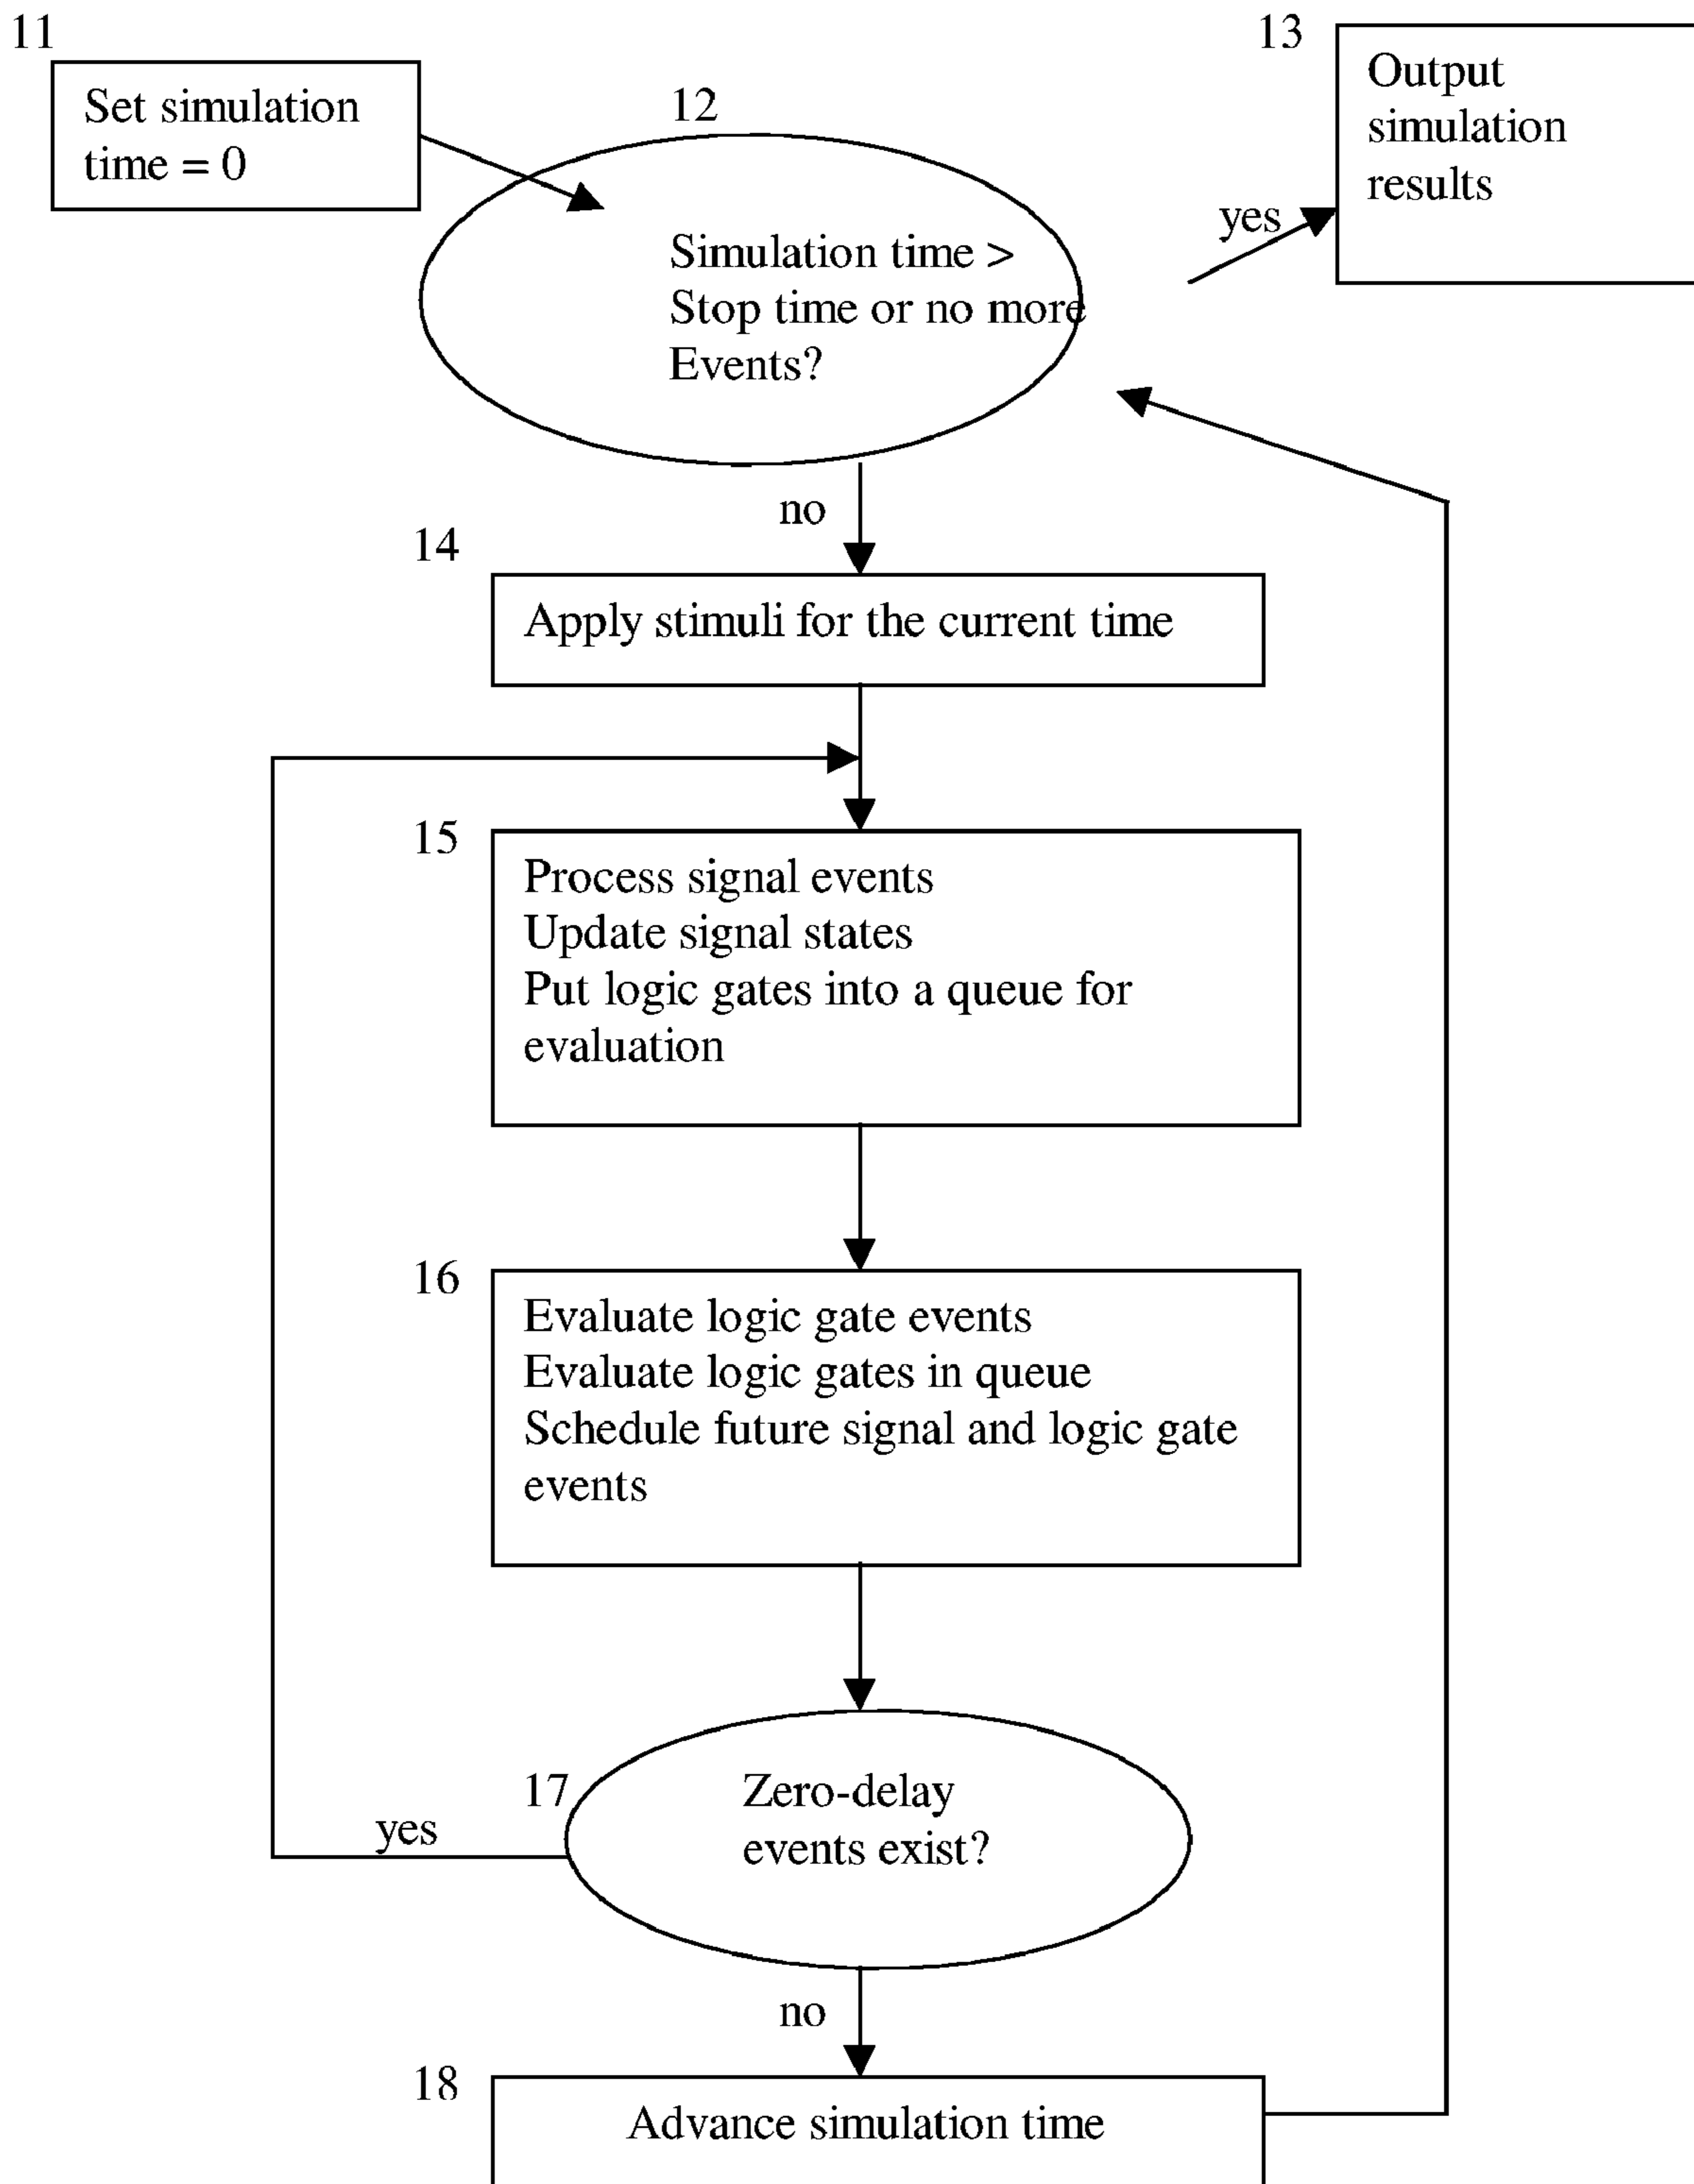 11
Set simulation
time = 0
12
Simulation time >
Stop time or no more
Events?
13
Output
simulation
results
yes
no
14
Apply stimuli for the current time
15
Process signal events
Update signal states
Put logic gates into a queue for
evaluation
16
Evaluate logic gate events
Evaluate logic gates in queue
Schedule future signal and logic gate
events
17
Zero-delay
events exist?
yes
no
18
Advance simulation time